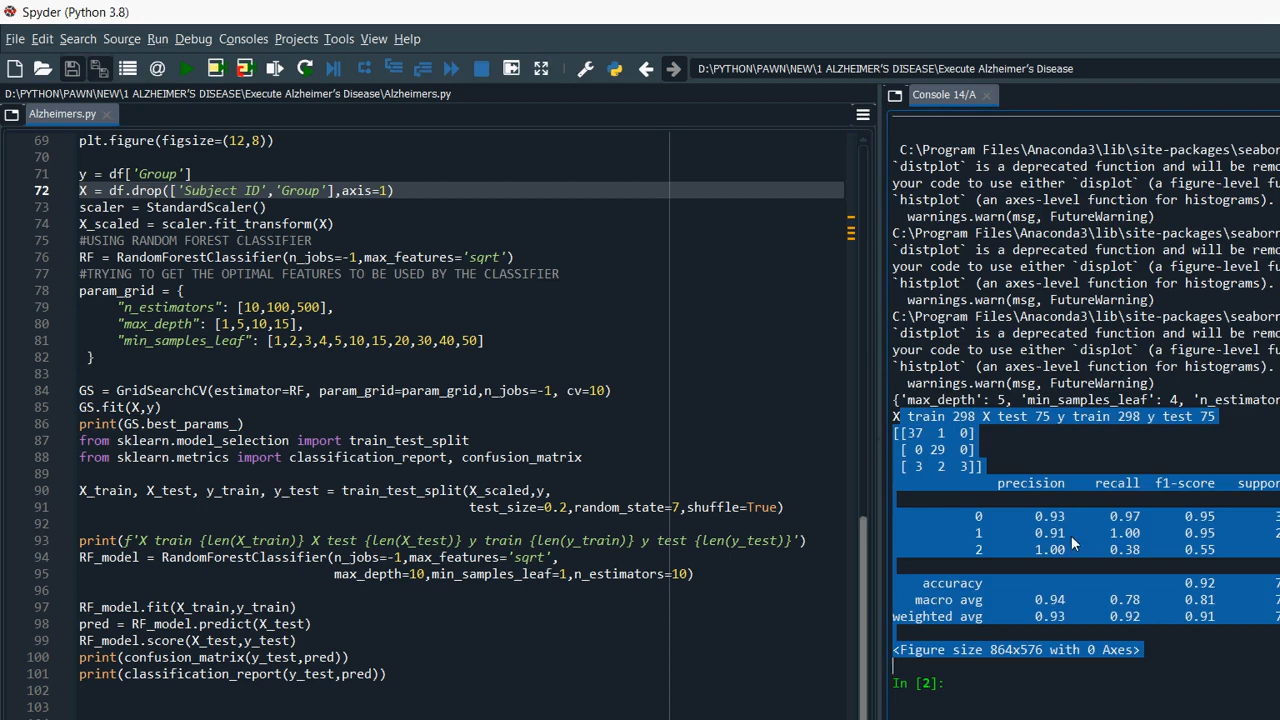 Spyder (Python 3.8)
File Edit Search Source Run Debug Consoles Projects Tools View Help
D:\PYTHON\PAWN\NEW\1 ALZHEIMER'S DISEASE\Execute Alzheimer's Disease
D:\PYTHON\PAWN\NEW\1 ALZHEIMER'S DISEASE\Execute Alzheimer's Disease\Alzheimers.py
Alzheimers.py
69 plt.figure(figsize=(12,8))
70
71 y = df['Group']
72 X = df.drop(['Subject ID','Group'],axis=1)
73 scaler = StandardScaler()
74 X_scaled = scaler.fit_transform(X)
75 #USING RANDOM FOREST CLASSIFIER
76 RF = RandomForestClassifier(n_jobs=-1,max_features='sqrt')
77 #TRYING TO GET THE OPTIMAL FEATURES TO BE USED BY THE CLASSIFIER
78 param_grid = {
79 "n_estimators": [10,100,500],
80 "max_depth": [1,5,10,15],
81 "min_samples_leaf": [1,2,3,4,5,10,15,20,30,40,50]
82 }
83
84 GS = GridSearchCV(estimator=RF, param_grid=param_grid,n_jobs=-1, cv=10)
85 GS.fit(X,y)
86 print(GS.best_params_)
87 from sklearn.model_selection import train_test_split
88 from sklearn.metrics import classification_report, confusion_matrix
89
90 X_train, X_test, y_train, y_test = train_test_split(X_scaled,y,
91 test_size=0.2,random_state=7,shuffle=True)
92
93 print(f'X train {len(X_train)} X test {len(X_test)} y train {len(y_train)} y test {len(y_test)}')
94 RF_model = RandomForestClassifier(n_jobs=-1,max_features='sqrt',
95 max_depth=10,min_samples_leaf=1,n_estimators=10)
96
97 RF_model.fit(X_train,y_train)
98 pred = RF_model.predict(X_test)
99 RF_model.score(X_test,y_test)
100 print(confusion_matrix(y_test,pred))
101 print(classification_report(y_test,pred))
102
103
Console 14/A
C:\Program Files\Anaconda3\lib\site-packages\seabor
`distplot` is a deprecated function and will be remo
your code to use either `displot` (a figure-level fu
`histplot` (an axes-level function for histograms).
warnings.warn(msg, FutureWarning)
C:\Program Files\Anaconda3\lib\site-packages\seaborn
`distplot` is a deprecated function and will be remo
your code to use either `displot` (a figure-level fu
`histplot` (an axes-level function for histograms).
warnings.warn(msg, FutureWarning)
C:\Program Files\Anaconda3\lib\site-packages\seaborn
`distplot` is a deprecated function and will be remo
your code to use either `displot` (a figure-level fu
`histplot` (an axes-level function for histograms).
warnings.warn(msg, FutureWarning)
{'max_depth': 5, 'min_samples_leaf': 4, 'n_estimator
X train 298 X test 75 y train 298 y test 75
[[37 1 0]
[ 0 29 0]
[ 3 2 3]]
precision recall f1-score suppor
0 0.93 0.97 0.95 3
1 0.91 1.00 0.95 2
2 1.00 0.38 0.55
accuracy 0.92 7
macro avg 0.94 0.78 0.81 7
weighted avg 0.93 0.92 0.91 7
<Figure size 864x576 with 0 Axes>
In [2]: